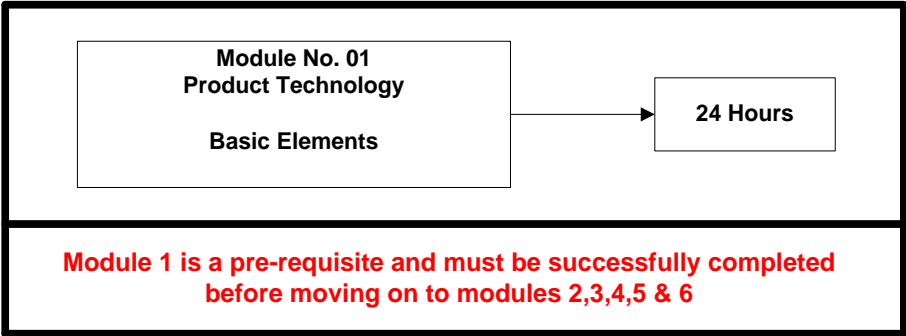 Module No. 01
Product Technology
Basic Elements
24 Hours
Module 1 is a pre-requisite and must be successfully completed
before moving on to modules 2,3,4,5 & 6